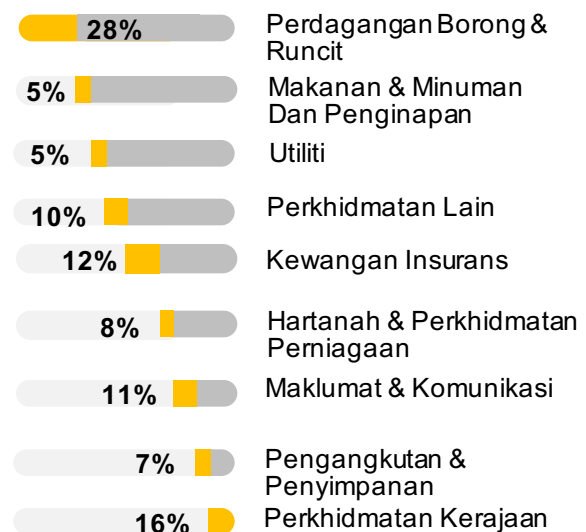 28% Perdagangan Borong &
Runcit
5% Makanan & Minuman
Dan Penginapan
5% Utiliti
10% Perkhidmatan Lain
12% Kewangan Insurans
8% Hartanah & Perkhidmatan
Perniagaan
11% Maklumat & Komunikasi
7% Pengangkutan &
Penyimpanan
16% Perkhidmatan Kerajaan